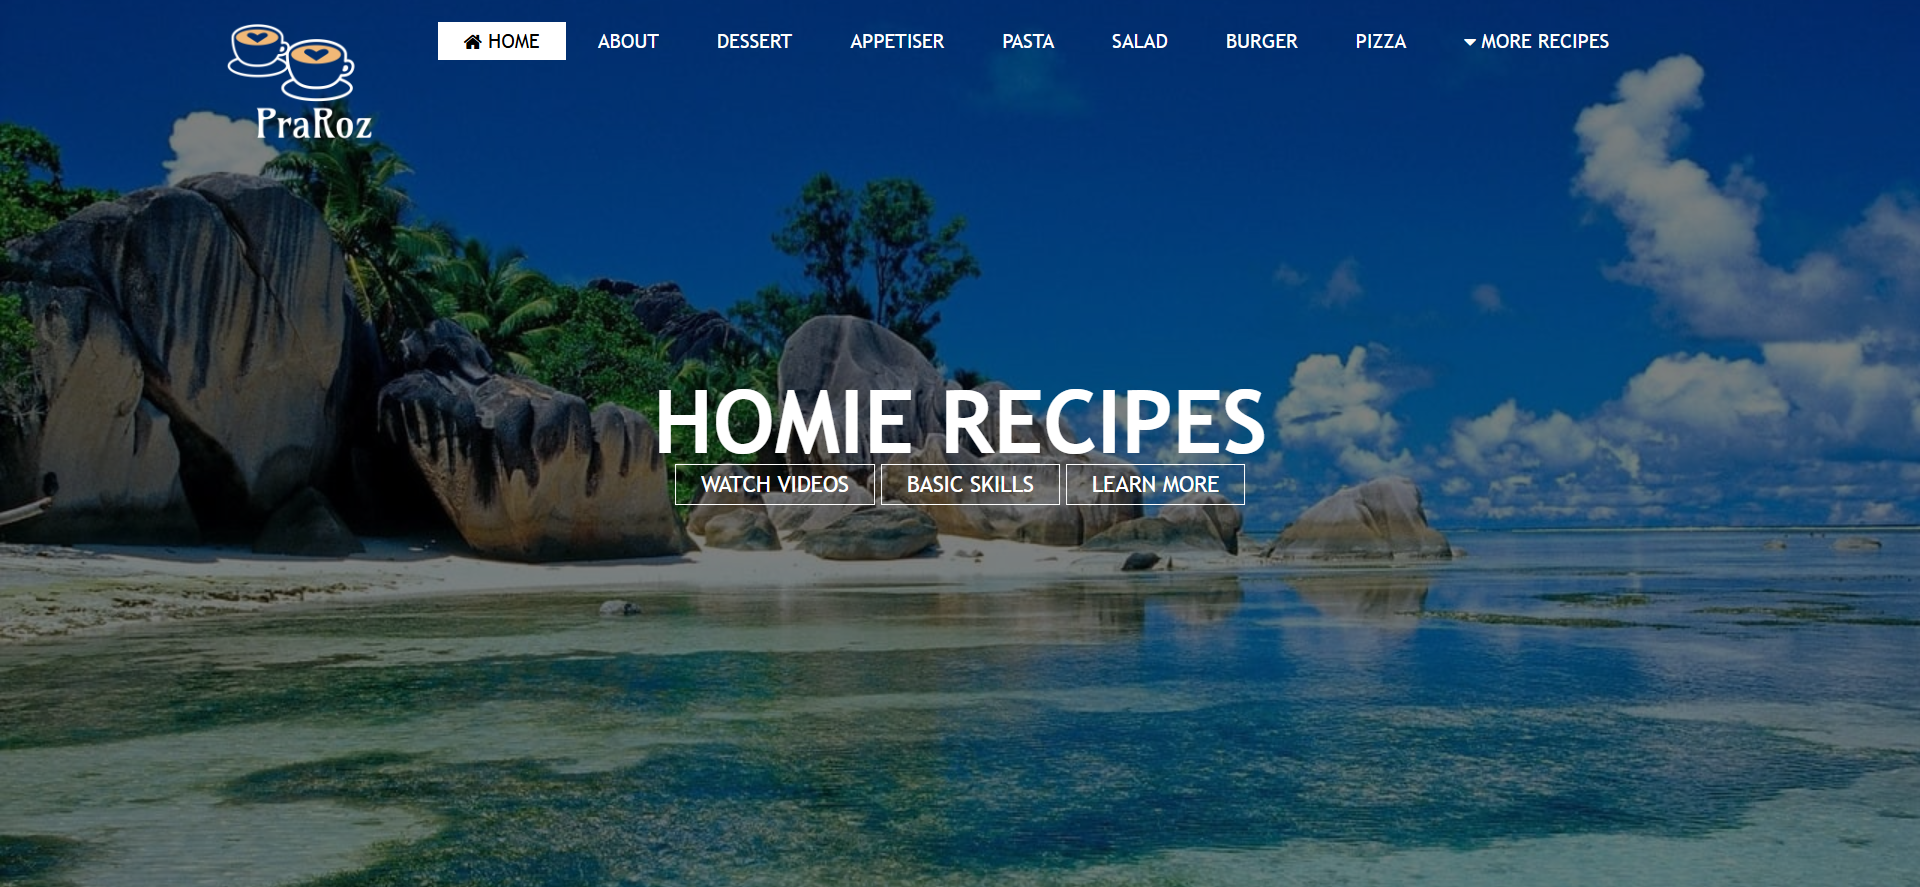 HOME ABOUT DESSERT APPETISER PASTA SALAD BURGER PIZZA MORE RECIPES
PraRoz
HOMIE RECIPES
WATCH VIDEOS BASIC SKILLS LEARN MORE